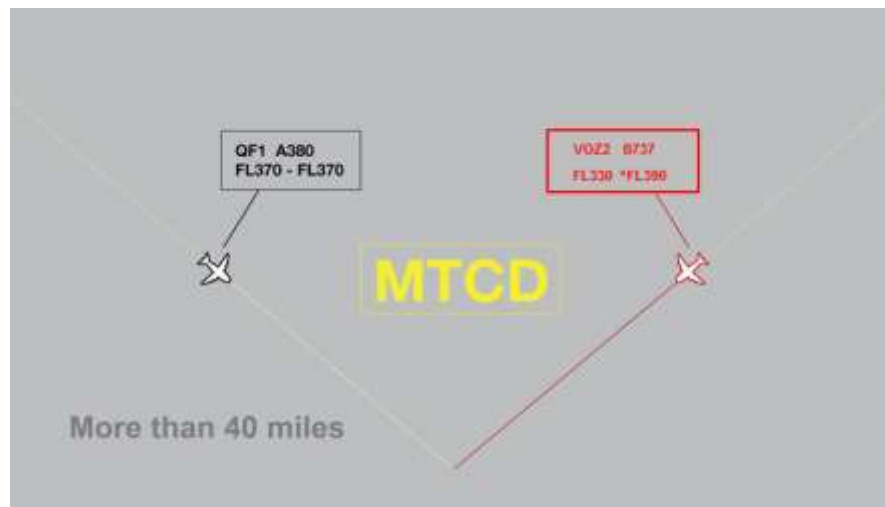 QF1 A380
FL370 - FL370
VOZ2 B737
FL330 *FL390
MTCD
More than 40 miles